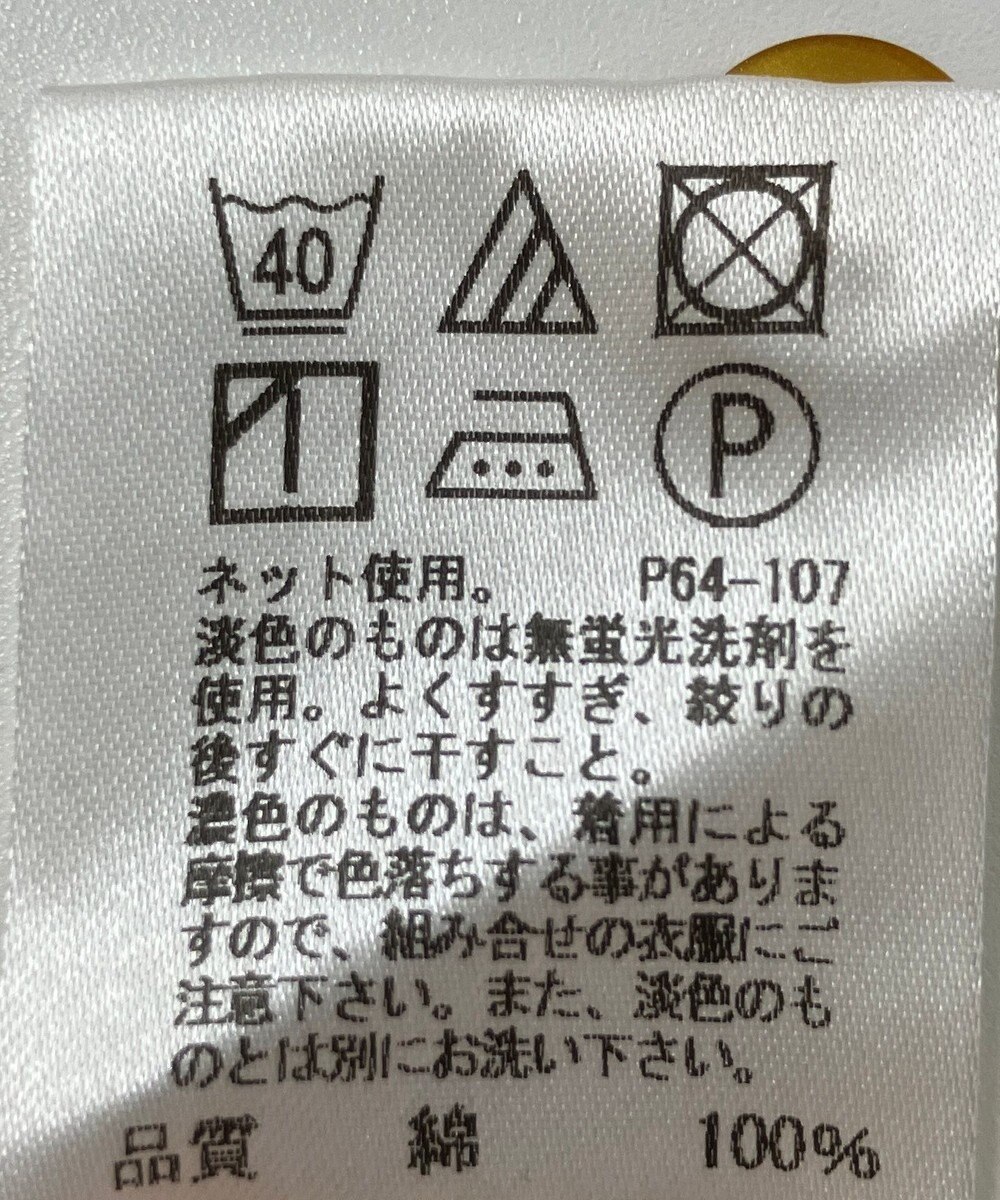 40
P
ネット使用。 P64-107
淡色のものは無蛍光洗剤を
使用。よくすすぎ、絞りの
後すぐに干すこと。
濃色のものは、着用による
摩擦で色落ちする事がありま
すので、組み合せの衣服にご
注意下さい。また、淡色のも
のとは別にお洗い下さい。
品質 綿 100%